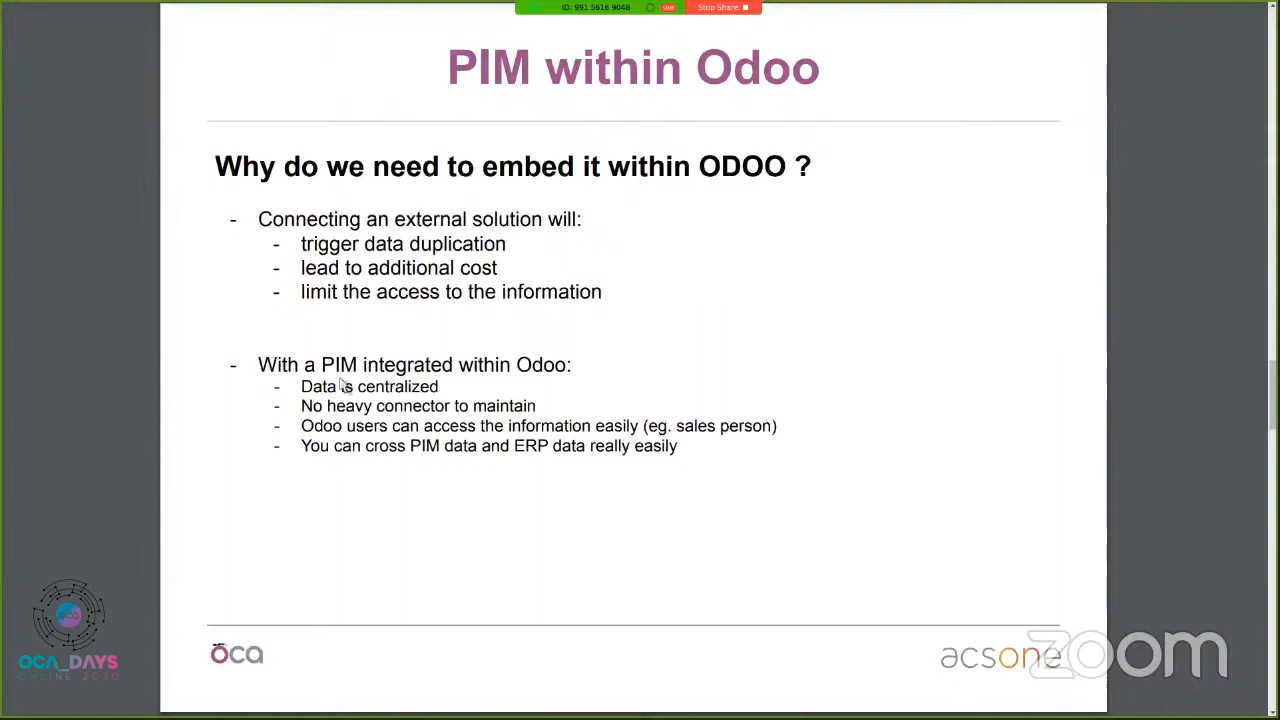 ID: 991 5616 9048
LIVE
Stop Share
PIM within Odoo
Why do we need to embed it within ODOO ?
- Connecting an external solution will:
- trigger data duplication
- lead to additional cost
- limit the access to the information
- With a PIM integrated within Odoo:
- Data is centralized
- No heavy connector to maintain
- Odoo users can access the information easily (eg. sales person)
- You can cross PIM data and ERP data really easily
OCA_DAYS
ONLINE 2020
oca
acsone
zoom